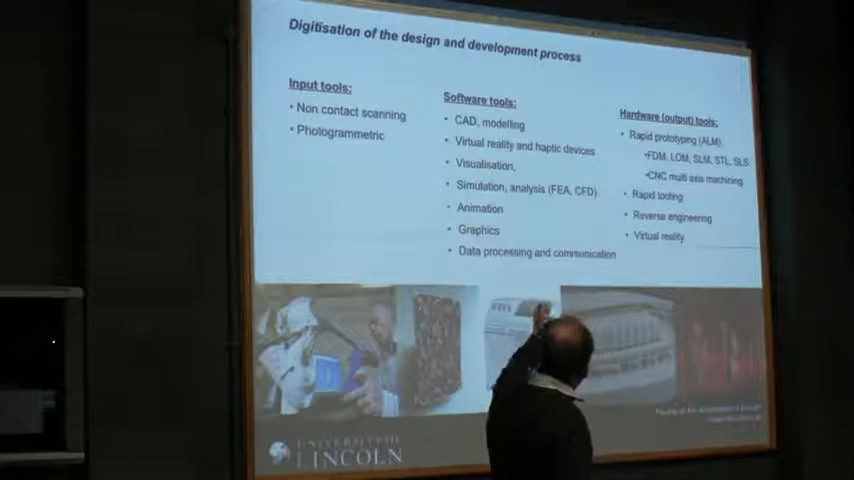 Digitisation of the design and development process
Input tools:
• Non contact scanning
• Photogrammetric
Software tools:
• CAD, modelling
• Virtual reality and haptic devices
• Visualisation,
• Simulation, analysis (FEA, CFD)
• Animation
• Graphics
• Data processing and communication
Hardware (output) tools:
• Rapid prototyping (ALM)
•FDM, LOM, SLM, STL, SLS
•CNC multi axis machining
• Rapid tooling
• Reverse engineering
• Virtual reality
UNIVERSITY OF
LINCOLN